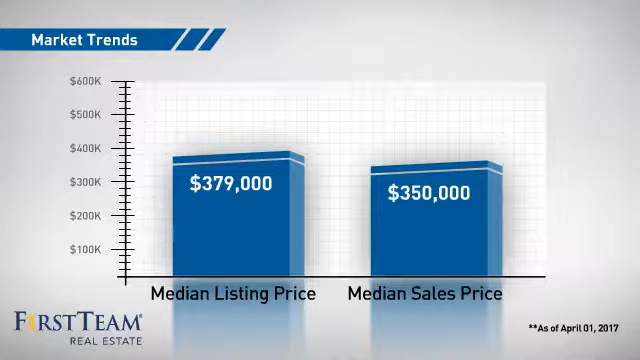 Market Trends
$600K
$500K
$400K
$300K
$200K
$100K
$379,000
$350,000
Median Listing Price
Median Sales Price
FIRSTTEAM®
REAL ESTATE
**As of April 01, 2017